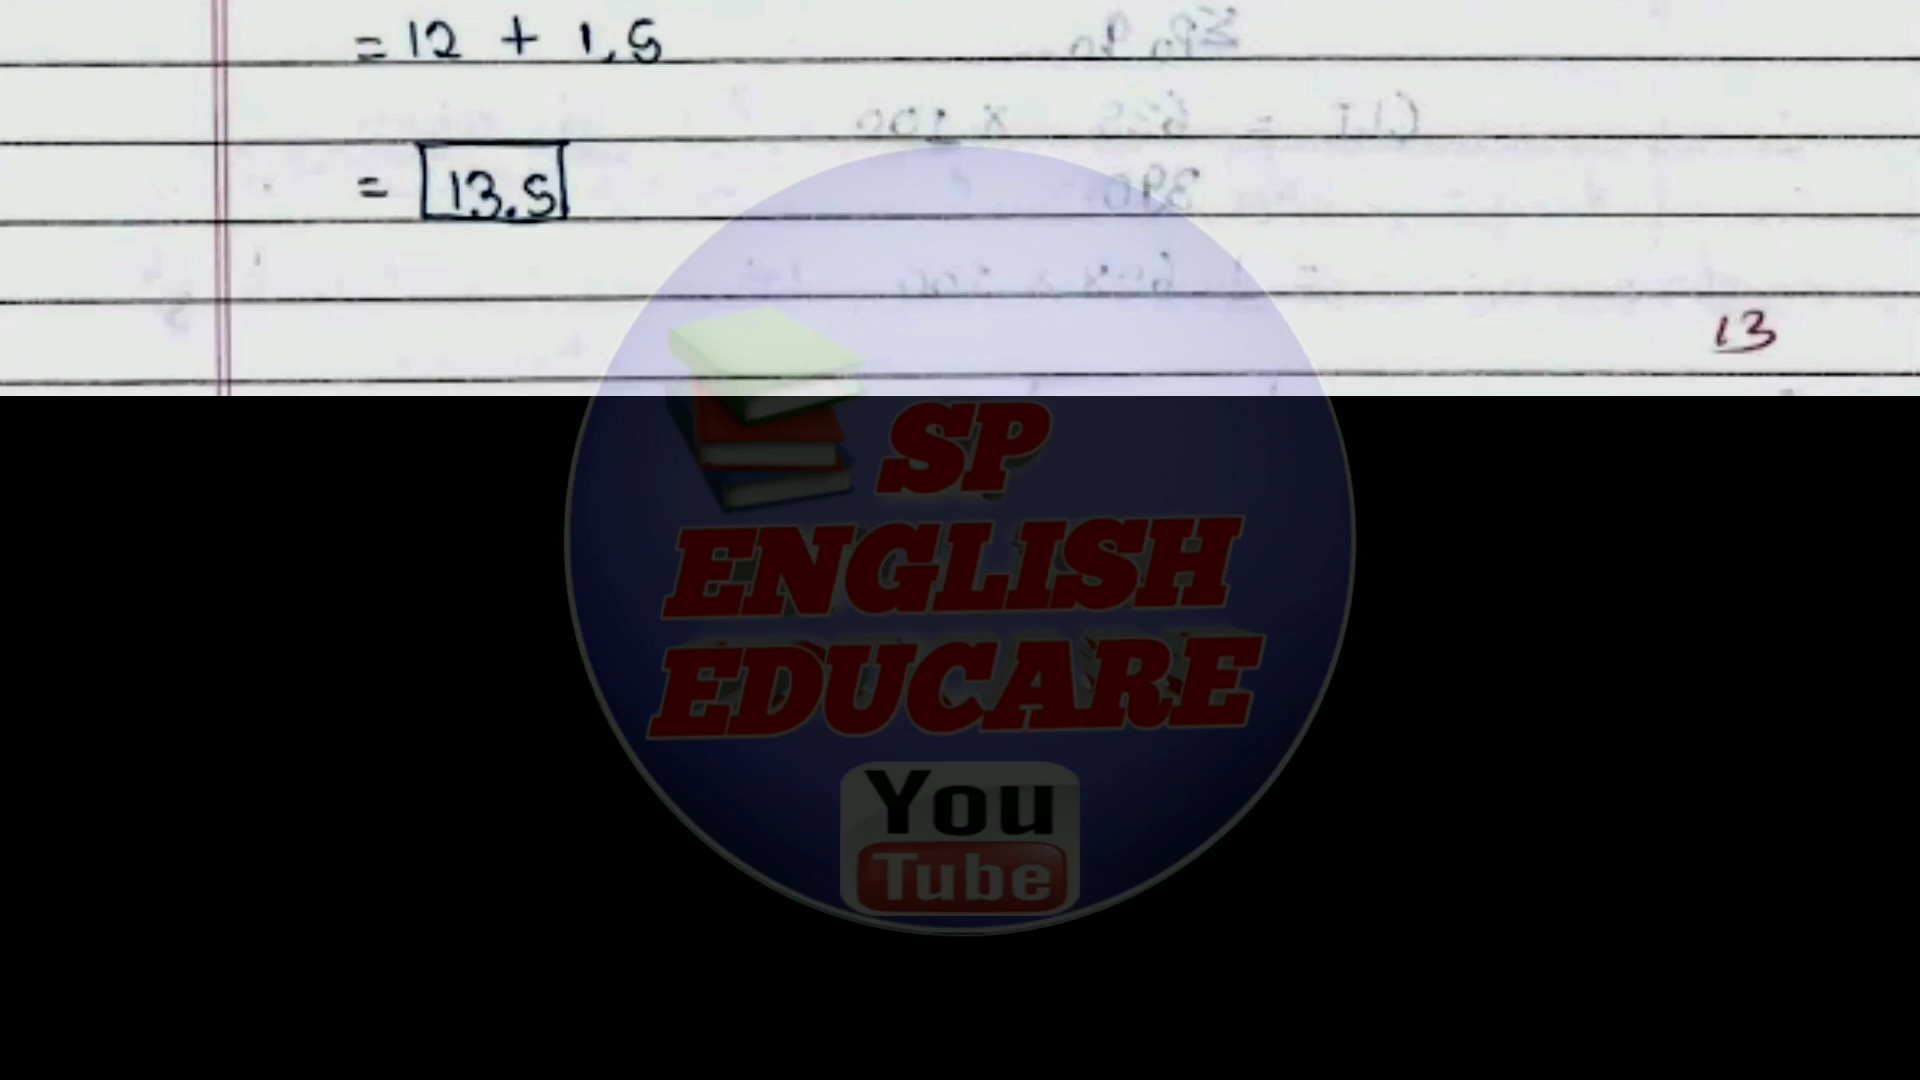 = 12 + 1.5
= 13.5
13
SP
ENGLISH
EDUCARE
You
Tube